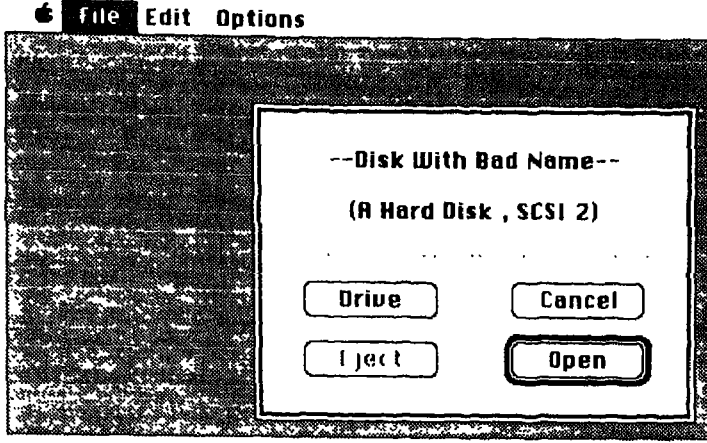 File Edit Options
--Disk With Bad Name--
(A Hard Disk , SCSI 2)
Drive Cancel
Eject Open